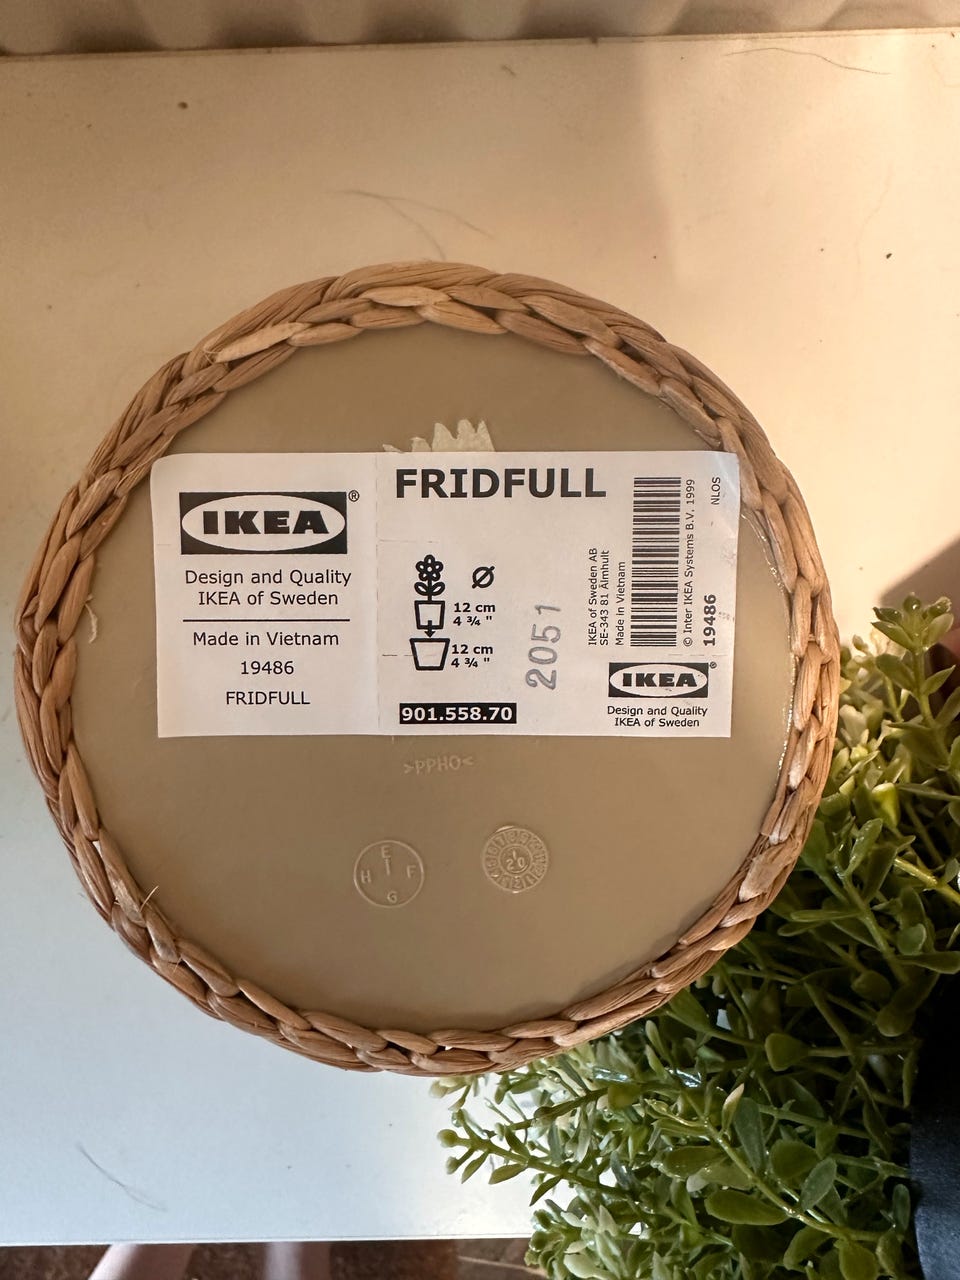 IKEA®
Design and Quality
IKEA of Sweden
Made in Vietnam
19486
FRIDFULL
FRIDFULL
Ø
12 cm
4 ¾ "
12 cm
4 ¾ "
901.558.70
2051
IKEA of Sweden AB
SE-343 81 Älmhult
Made in Vietnam
© Inter IKEA Systems B.V. 1999
19486
NLOS
IKEA®
Design and Quality
IKEA of Sweden
>PPHO<
E
H F
G
20